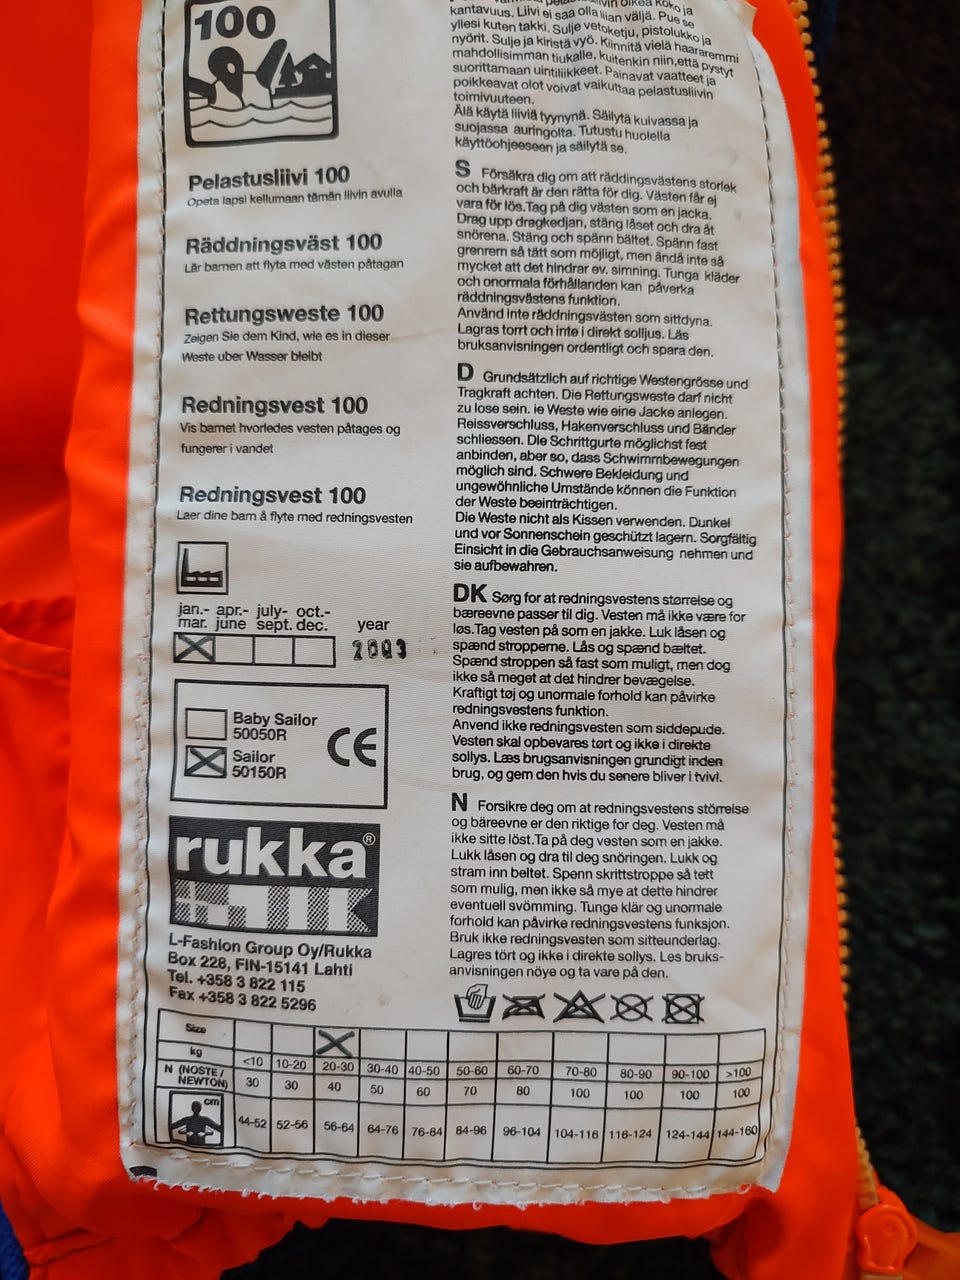 100
Pelastusliivi 100
Opeta lapsi kellumaan tämän liivin avulla
Räddningsväst 100
Lär barnen att flyta med västen påtagan
Rettungsweste 100
Zeigen Sie dem Kind, wie es in dieser
Weste uber Wasser bleibt
Redningsvest 100
Vis barnet hvorledes vesten påtages og
fungerer i vandet
Redningsvest 100
Laer dine barn å flyte med redningsvesten
jan.- apr.- july- oct.-
mar. june sept. dec. year
2003
Baby Sailor
50050R
Sailor
50150R
CE
rukka®
L-Fashion Group Oy/Rukka
Box 228, FIN-15141 Lahti
Tel. +358 3 822 115
Fax +358 3 822 5296
oikea koko ja
kantavuus. Liivi ei saa olla liian väljä. Pue se
yllesi kuten takki. Sulje vetoketju, pistolukko ja
nyörit. Sulje ja kiristä vyö. Kiinnitä vielä haararemmi
mahdollisimman tiukalle, kuitenkin niin,että pystyt
suorittamaan uintiliikkeet. Painavat vaatteet ja
poikkeavat olot voivat vaikuttaa pelastusliivin
toimivuuteen.
Älä käytä liiviä tyynynä. Säilytä kuivassa ja
suojassa auringolta. Tutustu huolella
käyttöohjeeseen ja säilytä se.
S Försäkra dig om att räddingsvästens storlek
och bärkraft är den rätta för dig. Västen får ej
vara för lös.Tag på dig västen som en jacka.
Drag upp dragkedjan, stäng låset och dra åt
snörena. Stäng och spänn bältet. Spänn fast
grenrem så tätt som möjligt, men ändå inte så
mycket att det hindrar ev. simning. Tunga kläder
och onormala förhållanden kan påverka
räddningsvästens funktion.
Använd inte räddningsvästen som sittdyna.
Lagras torrt och inte i direkt solljus. Läs
bruksanvisningen ordentligt och spara den.
D Grundsätzlich auf richtige Westengrösse und
Tragkraft achten. Die Rettungsweste darf nicht
zu lose sein. ie Weste wie eine Jacke anlegen.
Reissverschluss, Hakenverschluss und Bänder
schliessen. Die Schrittgurte möglichst fest
anbinden, aber so, dass Schwimmbewegungen
möglich sind. Schwere Bekleidung und
ungewöhnliche Umstände können die Funktion
der Weste beeinträchtigen.
Die Weste nicht als Kissen verwenden. Dunkel
und vor Sonnenschein geschützt lagern. Sorgfältig
Einsicht in die Gebrauchsanweisung nehmen und
sie aufbewahren.
DK Sørg for at redningsvestens størrelse og
bæreevne passer til dig. Vesten må ikke være for
løs.Tag vesten på som en jakke. Luk låsen og
spænd stropperne. Lås og spænd bæltet.
Spænd stroppen så fast som muligt, men dog
ikke så meget at det hindrer bevægelse.
Kraftigt tøj og unormale forhold kan påvirke
redningsvestens funktion.
Anvend ikke redningsvesten som siddepude.
Vesten skal opbevares tørt og ikke i direkte
sollys. Læs brugsanvisningen grundigt inden
brug, og gem den hvis du senere bliver i tvivl.
N Forsikre deg om at redningsvestens störrelse
og bäreevne er den riktige for deg. Vesten må
ikke sitte löst.Ta på deg vesten som en jakke.
Lukk låsen og dra til deg snöringen. Lukk og
stram inn beltet. Spenn skrittstroppe så tett
som mulig, men ikke så mye at dette hindrer
eventuell svömming. Tunge klär og unormale
forhold kan påvirke redningsvestens funksjon.
Bruk ikke redningsvesten som sitteunderlag.
Lagres tört og ikke i direkte sollys. Les bruks-
anvisningen nöye og ta vare på den.
Size
kg <10 10-20 20-30 30-40 40-50 50-60 60-70 70-80 80-90 90-100 >100
N (NOSTE / NEWTON) 30 30 40 50 60 70 80 100 100 100 100
cm 44-52 52-56 56-64 64-76 76-84 84-96 96-104 104-116 116-124 124-144 144-160